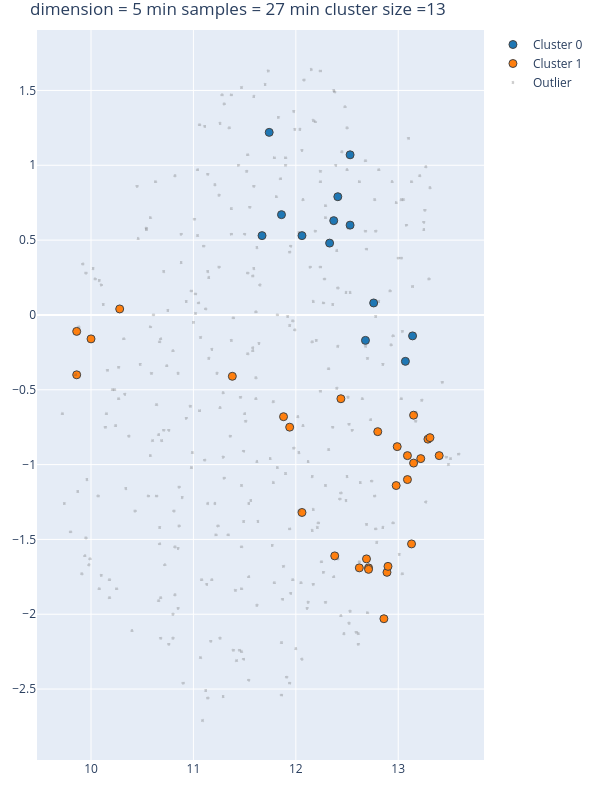 dimension = 5 min samples = 27 min cluster size =13
Cluster 0
Cluster 1
Outlier
1.5
1
0.5
0
−0.5
−1
−1.5
−2
−2.5
10 11 12 13